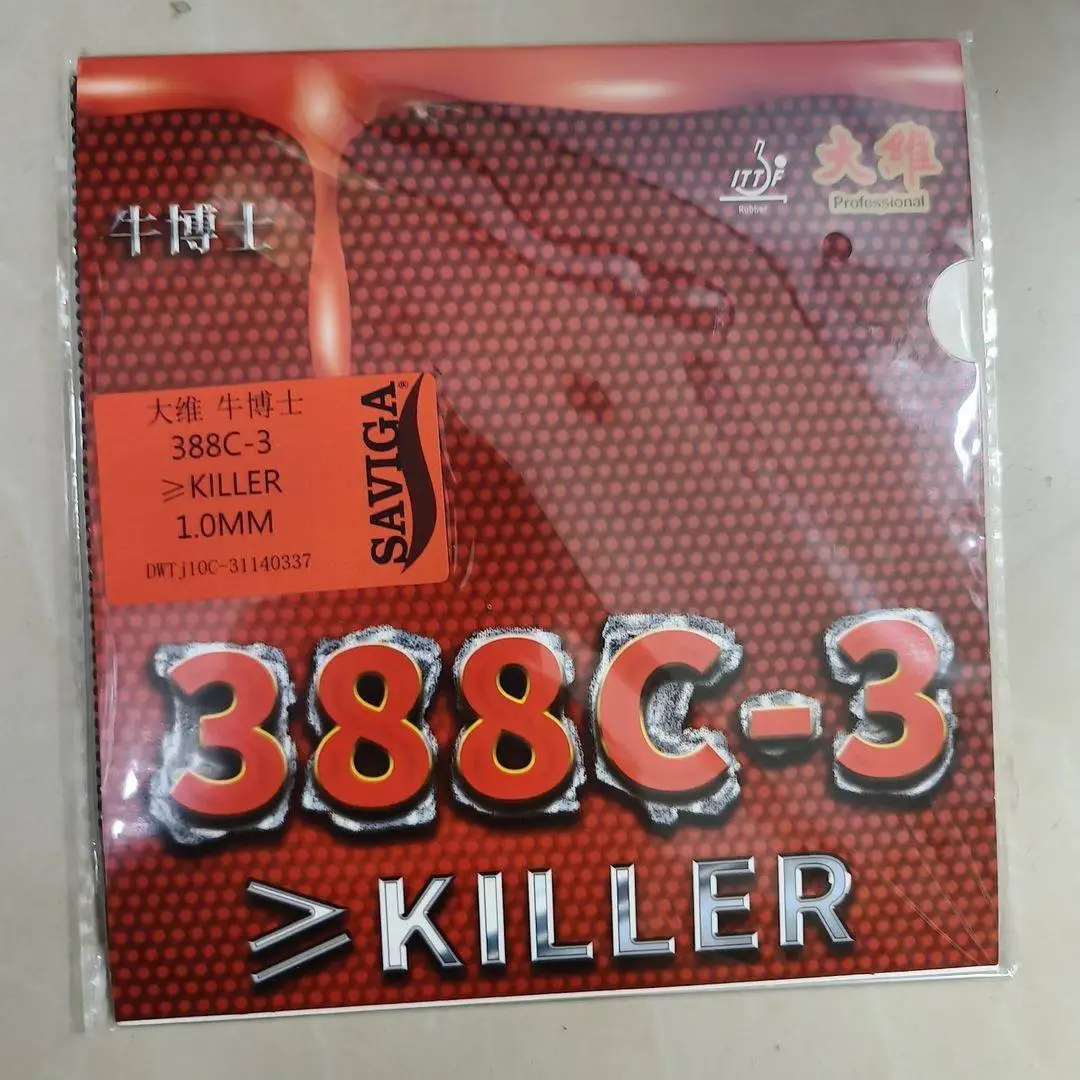 ITTF
Rubber
大维
Professional
牛博士
大维 牛博士
388C-3
≥KILLER
1.0MM
DWTj10C-31140337
SAVIGA®
388C-3
≥KILLER